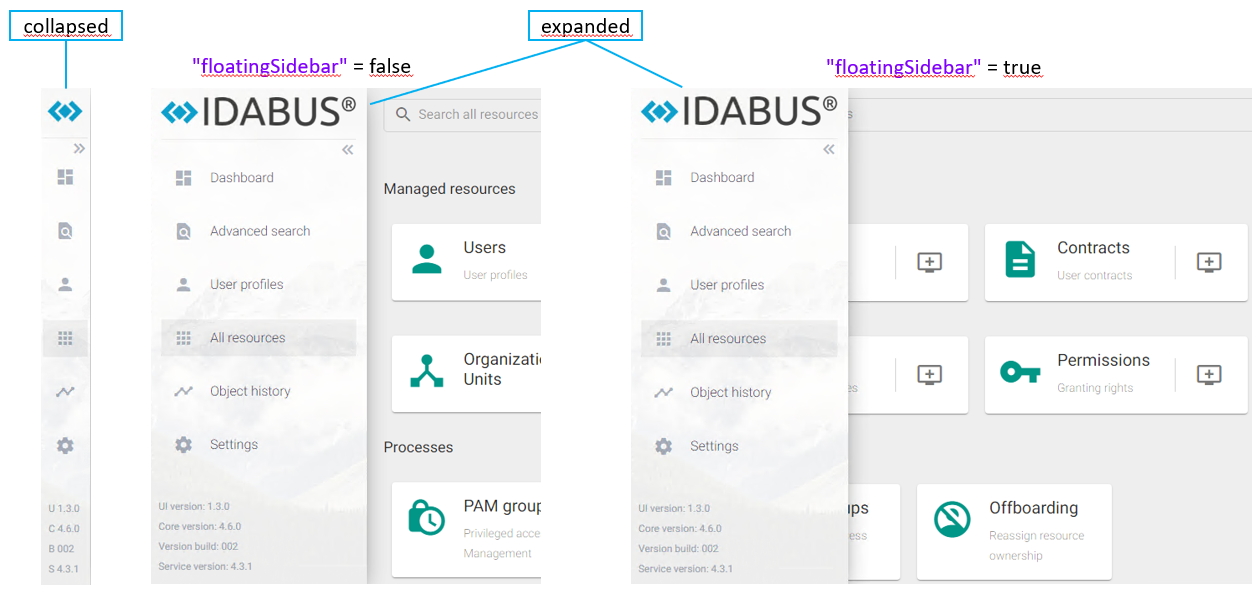 collapsed
expanded
"floatingSidebar" = false
"floatingSidebar" = true
U 1.3.0
C 4.6.0
B 002
S 4.3.1
IDABUS®
Dashboard
Advanced search
User profiles
All resources
Object history
Settings
UI version: 1.3.0
Core version: 4.6.0
Version build: 002
Service version: 4.3.1
Search all resources
Managed resources
Users
User profiles
Organizatio
Units
Processes
PAM group
Privileged acce
Management
IDABUS®
Dashboard
Advanced search
User profiles
All resources
Object history
Settings
UI version: 1.3.0
Core version: 4.6.0
Version build: 002
Service version: 4.3.1
s
Contracts
User contracts
es
Permissions
Granting rights
ups
ess
Offboarding
Reassign resource
ownership